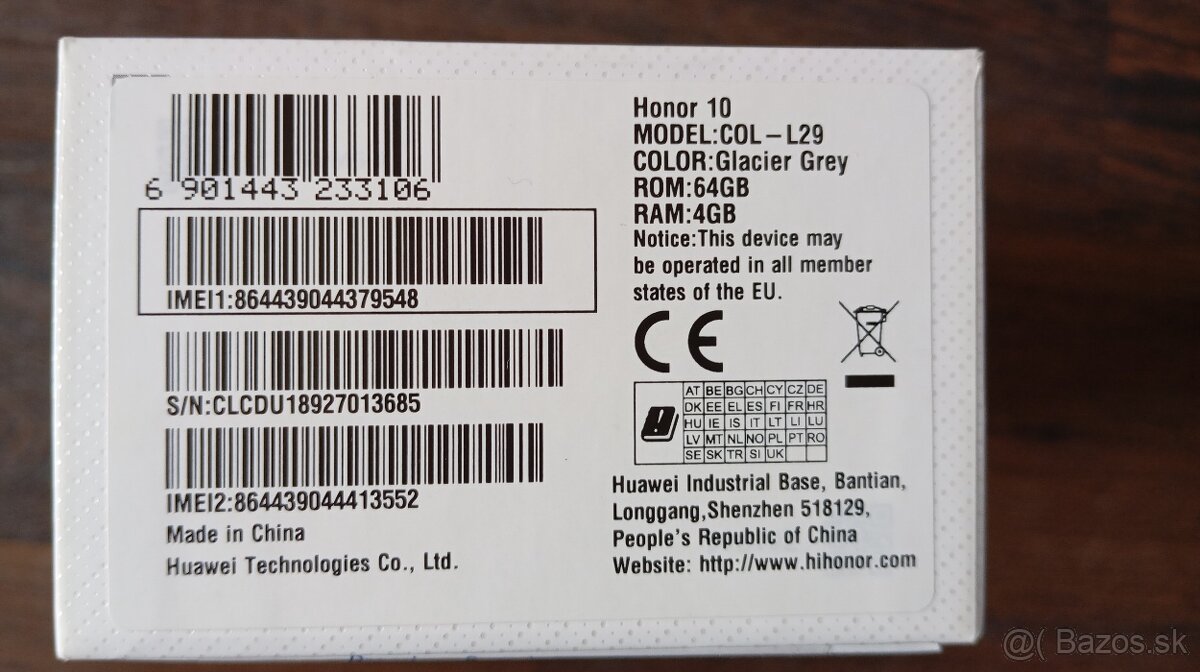 6 901443 233106
IMEI1:864439044379548
S/N:CLCDU18927013685
IMEI2:864439044413552
Made in China
Huawei Technologies Co., Ltd.
Honor 10
MODEL:COL-L29
COLOR:Glacier Grey
ROM:64GB
RAM:4GB
Notice:This device may
be operated in all member
states of the EU.
CE
AT BE BG CH CY CZ DE
DK EE EL ES FI FR HR
HU IE IS IT LT LI LU
LV MT NL NO PL PT RO
SE SK TR SI UK
Huawei Industrial Base, Bantian,
Longgang,Shenzhen 518129,
People's Republic of China
Website: http://www.hihonor.com
@( Bazos.sk